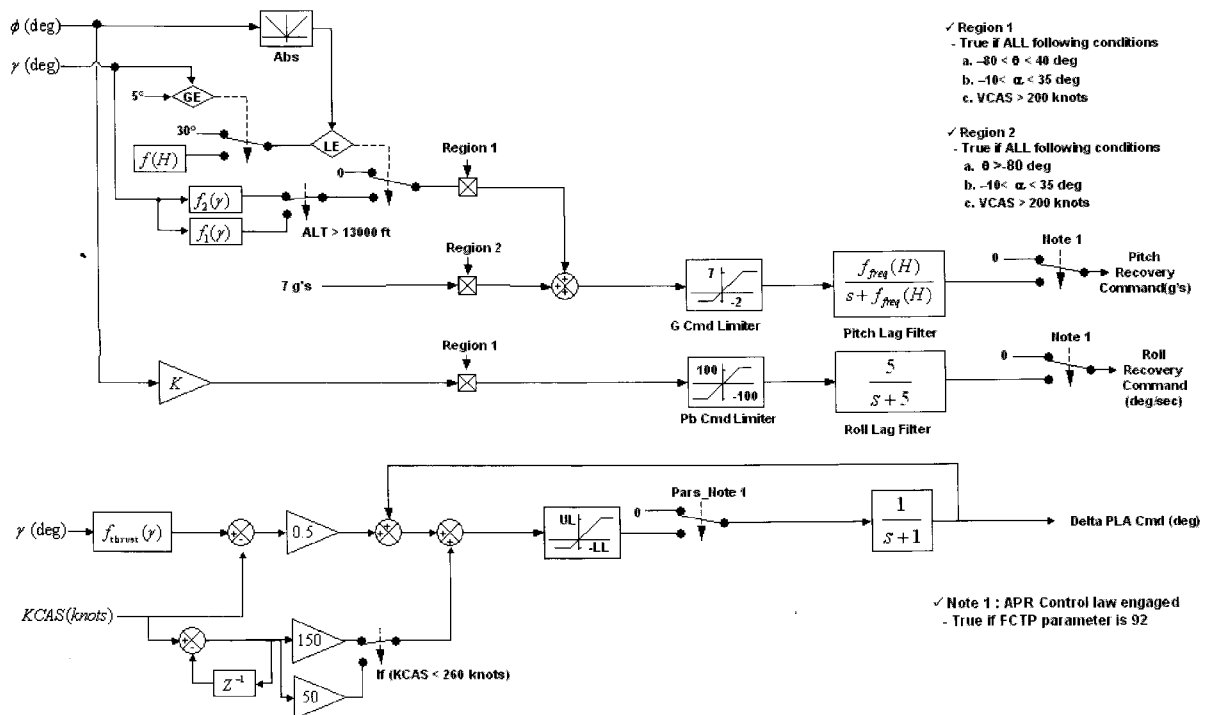 ϕ (deg)
γ (deg)
Abs
5°
GE
30°
f(H)
LE
0
Region 1
f₂(γ)
f₁(γ)
ALT > 13000 ft
Region 2
7 g's
7
-2
G Cmd Limiter
f_freq(H)
s + f_freq(H)
Pitch Lag Filter
0
Note 1
Pitch
Recovery
Command(g's)
K
Region 1
100
-100
Pb Cmd Limiter
5
s + 5
Roll Lag Filter
0
Note 1
Roll
Recovery
Command
(deg/sec)
✓ Region 1
- True if ALL following conditions
a. –80 < θ < 40 deg
b. –10< α < 35 deg
c. VCAS > 200 knots
✓ Region 2
- True if ALL following conditions
a. θ >-80 deg
b. –10< α < 35 deg
c. VCAS > 200 knots
γ (deg)
f_thrust(γ)
0.5
UL
-LL
0
Pars_Note 1
1
s+1
Delta PLA Cmd (deg)
KCAS(knots)
150
50
Z⁻¹
If (KCAS < 260 knots)
✓ Note 1 : APR Control law engaged
- True if FCTP parameter is 92